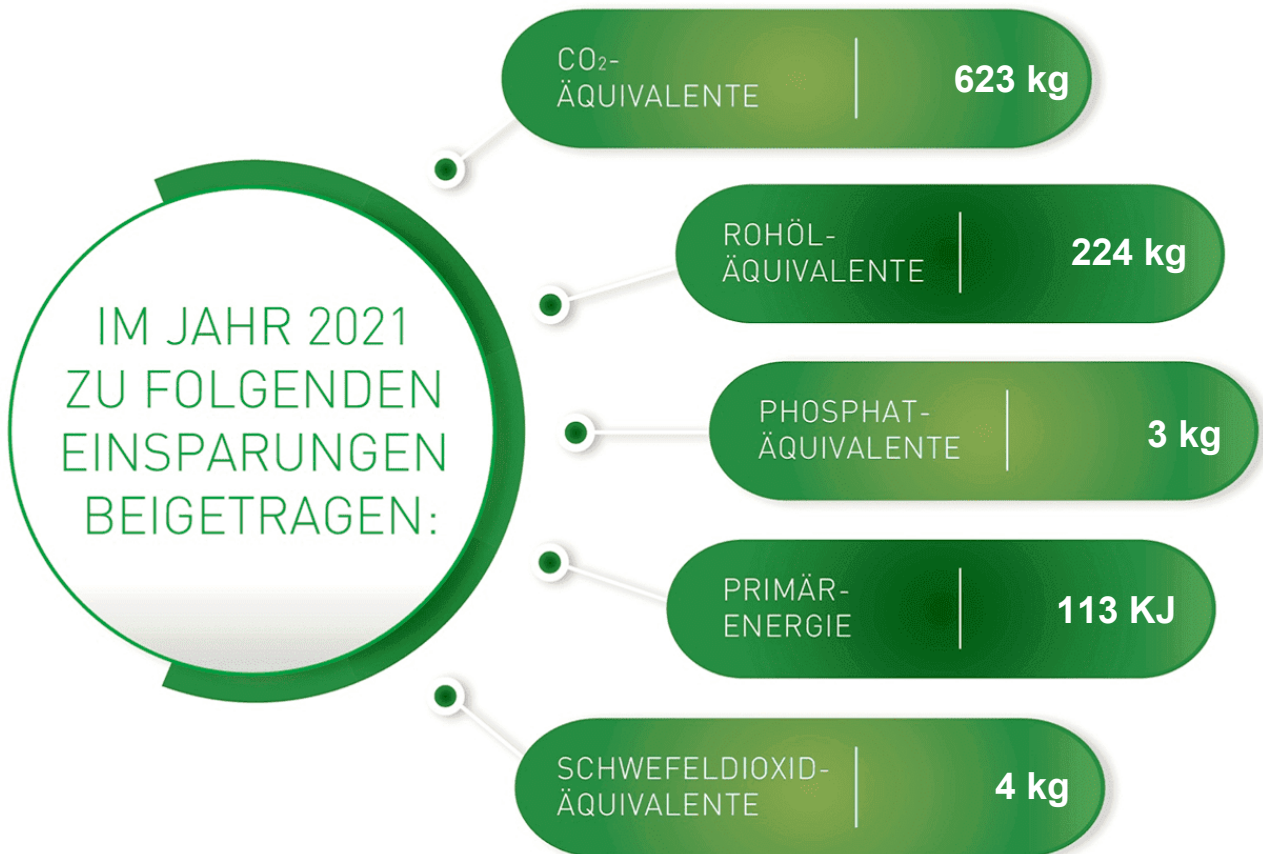 IM JAHR 2021
ZU FOLGENDEN
EINSPARUNGEN
BEIGETRAGEN:
CO₂-
ÄQUIVALENTE
623 kg
ROHÖL-
ÄQUIVALENTE
224 kg
PHOSPHAT-
ÄQUIVALENTE
3 kg
PRIMÄR-
ENERGIE
113 KJ
SCHWEFELDIOXID-
ÄQUIVALENTE
4 kg